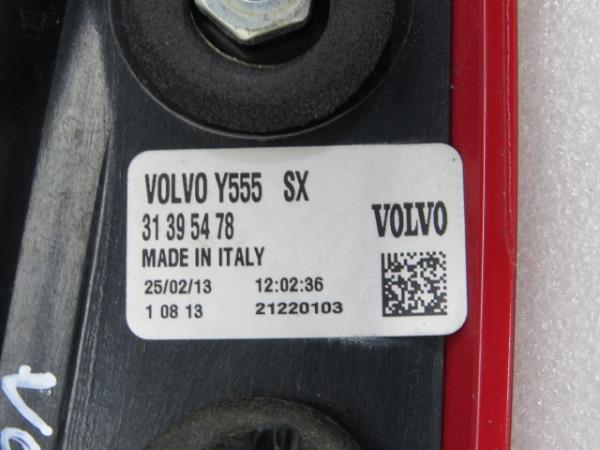 VOLVO Y555 SX
31 39 54 78
VOLVO
MADE IN ITALY
25/02/13 12:02:36
1 08 13 21220103